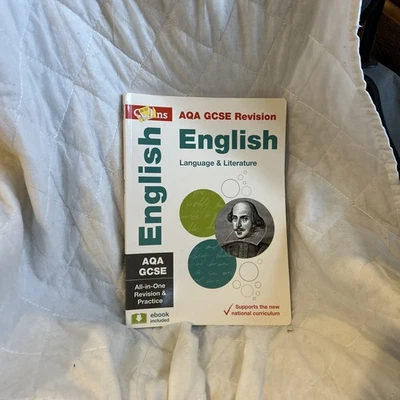 Collins
AQA GCSE Revision
English
Language & Literature
English
AQA
GCSE
All-in-One
Revision &
Practice
ebook
included
Supports the new
national curriculum